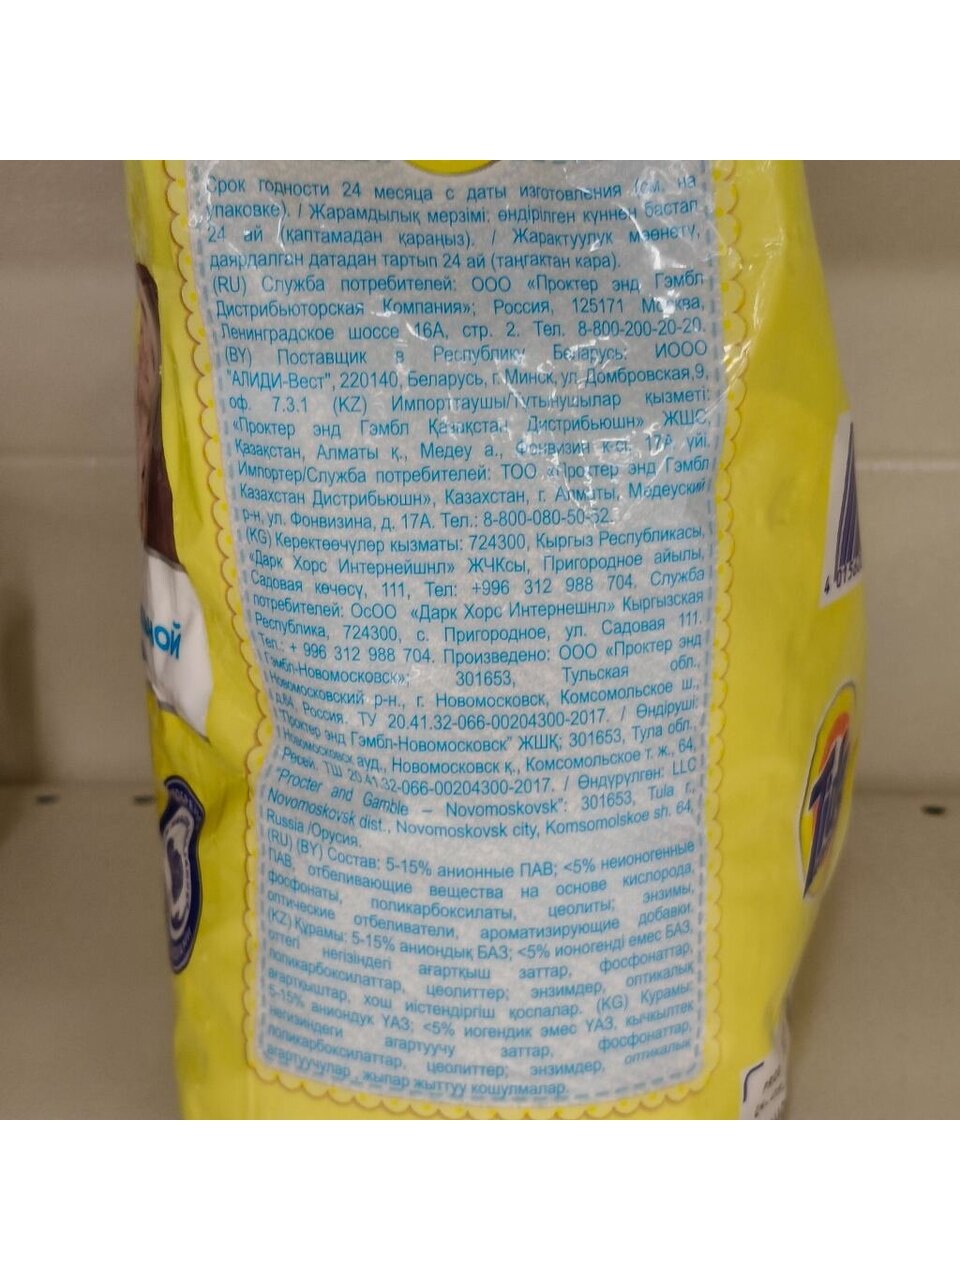 Срок годности 24 месяца с даты изготовления (см. на
упаковке). / Жарамдылық мерзімі: өндірілген күннен бастап
24 ай (қаптамадан қараңыз). / Жарактуулук мөөнөтү,
даярдалган датадан тартып 24 ай (таңгактан кара).
(RU) Служба потребителей: ООО «Проктер энд Гэмбл
Дистрибьюторская Компания»; Россия, 125171 Москва,
Ленинградское шоссе 16А, стр. 2. Тел. 8-800-200-20-20.
(BY) Поставщик в Республику Беларусь: ИООО
"АЛИДИ-Вест", 220140, Беларусь, г. Минск, ул. Домбровская,9,
оф. 7.3.1 (KZ) Импорттаушы/Тұтынушылар қызметі:
«Проктер энд Гэмбл Қазақстан Дистрибьюшн» ЖШС,
Қазақстан, Алматы қ., Медеу а., Фонвизин к-сі, 17А үйі.
Импортер/Служба потребителей: ТОО «Проктер энд Гэмбл
Казахстан Дистрибьюшн», Казахстан, г. Алматы, Медеуский
р-н, ул. Фонвизина, д. 17А. Тел.: 8-800-080-50-52.
(KG) Керектөөчүлөр кызматы: 724300, Кыргыз Республикасы,
«Дарк Хорс Интернейшнл» ЖЧКсы, Пригородное айылы,
Садовая көчөсү, 111, Тел: +996 312 988 704. Служба
потребителей: ОсОО «Дарк Хорс Интернешнл» Кыргызская
Республика, 724300, с. Пригородное, ул. Садовая 111.
Тел.: + 996 312 988 704. Произведено: ООО «Проктер энд
Гэмбл-Новомосковск»; 301653, Тульская обл.,
Новомосковский р-н., г. Новомосковск, Комсомольское ш.,
д.64, Россия. ТУ 20.41.32-066-00204300-2017. / Өндіруші:
"Проктер энд Гэмбл-Новомосковск" ЖШҚ; 301653, Тула обл.,
Новомосковск ауд., Новомосковск қ., Комсомольское т. ж., 64,
Ресей. ТШ 20.41.32-066-00204300-2017. / Өндүрүлген: LLC
"Procter and Gamble – Novomoskovsk": 301653, Tula r.,
Novomoskovsk dist., Novomoskovsk city, Komsomolskoe sh. 64,
Russia /Орусия.
(RU) (BY) Состав: 5-15% анионные ПАВ; <5% неионогенные
ПАВ, отбеливающие вещества на основе кислорода,
фосфонаты, поликарбоксилаты, цеолиты; энзимы,
оптические отбеливатели, ароматизирующие добавки.
(KZ) Құрамы: 5-15% аниондық БАЗ; <5% ионогенді емес БАЗ,
оттегі негізіндегі ағартқыш заттар, фосфонаттар,
поликарбоксилаттар, цеолиттер; энзимдер, оптикалық
ағартқыштар, хош иістендіргіш қоспалар. (KG) Курамы:
5-15% аниондук ҮАЗ; <5% иогендик эмес ҮАЗ, кычкылтек
негизиндеги агартуучу заттар, фосфонаттар,
поликарбоксилаттар, цеолиттер; энзимдер, оптикалык
агартуучулар, жылар жыттуу кошулмалар.